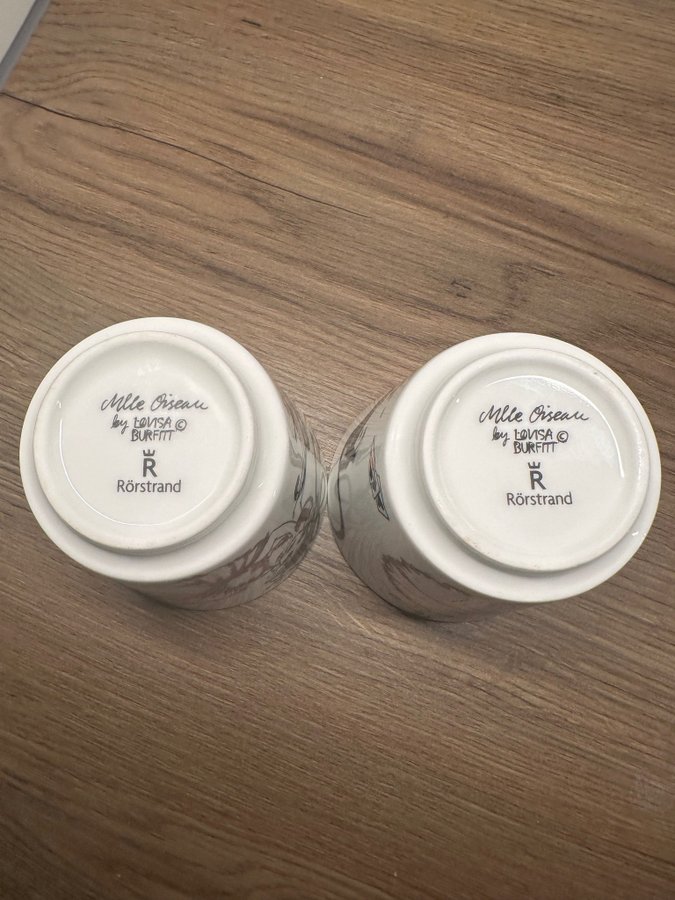 Mlle Oiseau
by LOVISA ©
BURFITT
R
Rörstrand
Mlle Oiseau
by LOVISA ©
BURFITT
R
Rörstrand